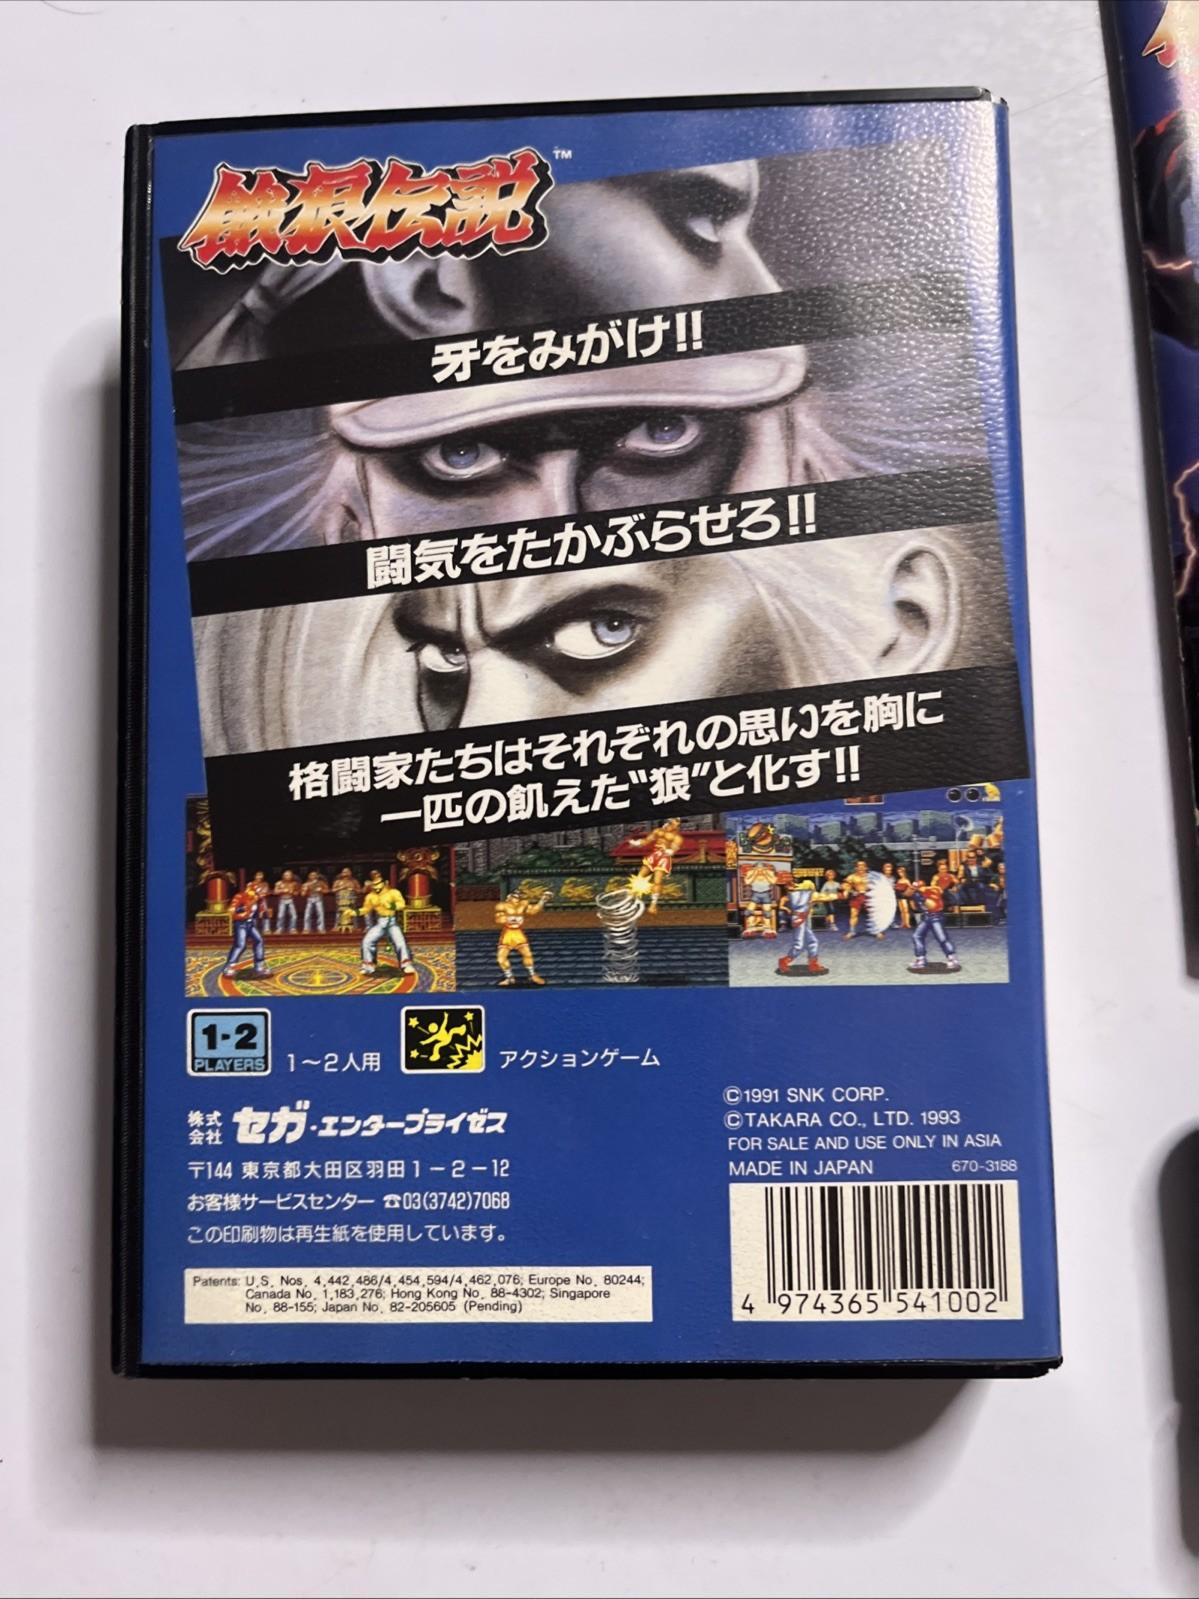 餓狼伝説 TM
牙をみがけ!!
闘気をたかぶらせろ!!
格闘家たちはそれぞれの思いを胸に
一匹の飢えた"狼"と化す!!
1·2
PLAYERS
1〜2人用
アクションゲーム
株式会社 セガ・エンタープライゼス
〒144 東京都大田区羽田1-2-12
お客様サービスセンター ☎03(3742)7068
この印刷物は再生紙を使用しています。
Patents: U.S. Nos. 4,442,486/4,454,594/4,462,076; Europe No. 80244;
Canada No. 1,183,276; Hong Kong No. 88-4302; Singapore
No. 88-155; Japan No. 82-205605 (Pending)
©1991 SNK CORP.
©TAKARA CO., LTD. 1993
FOR SALE AND USE ONLY IN ASIA
MADE IN JAPAN 670-3188
4 974365 541002